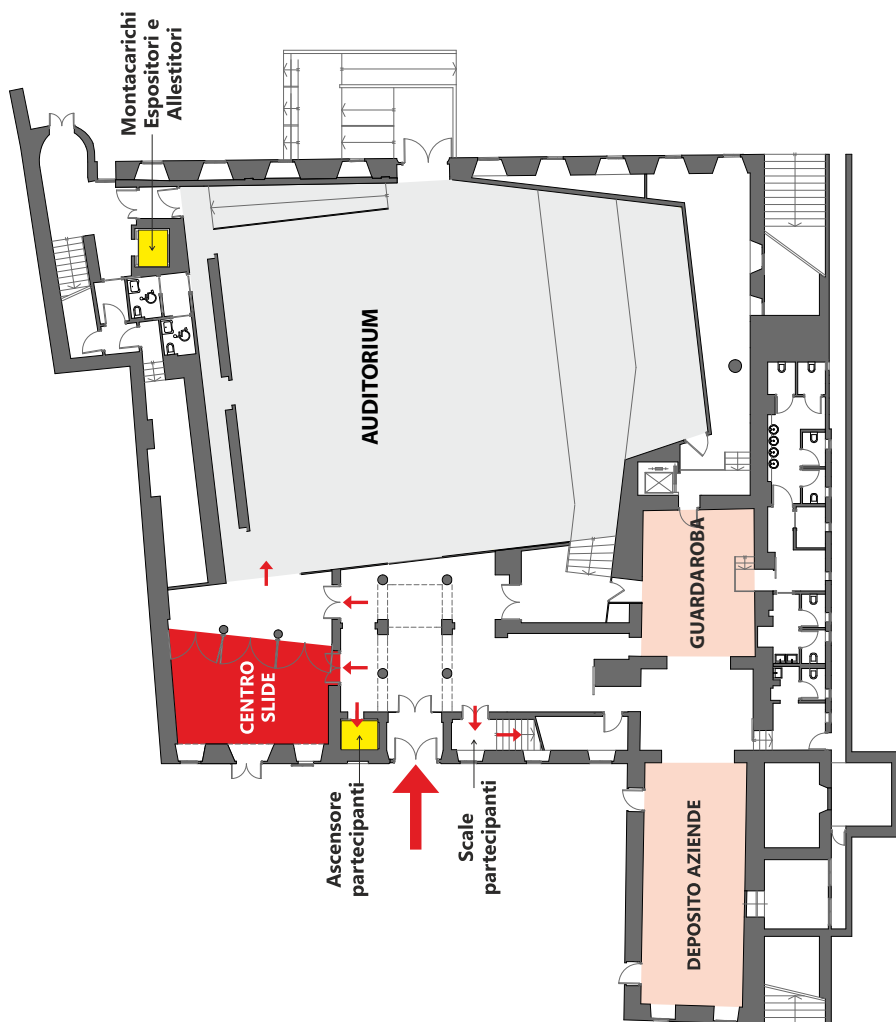 Montacarichi
Espositori e
Allestitori
AUDITORIUM
GUARDAROBA
CENTRO
SLIDE
Ascensore
partecipanti
Scale
partecipanti
DEPOSITO AZIENDE